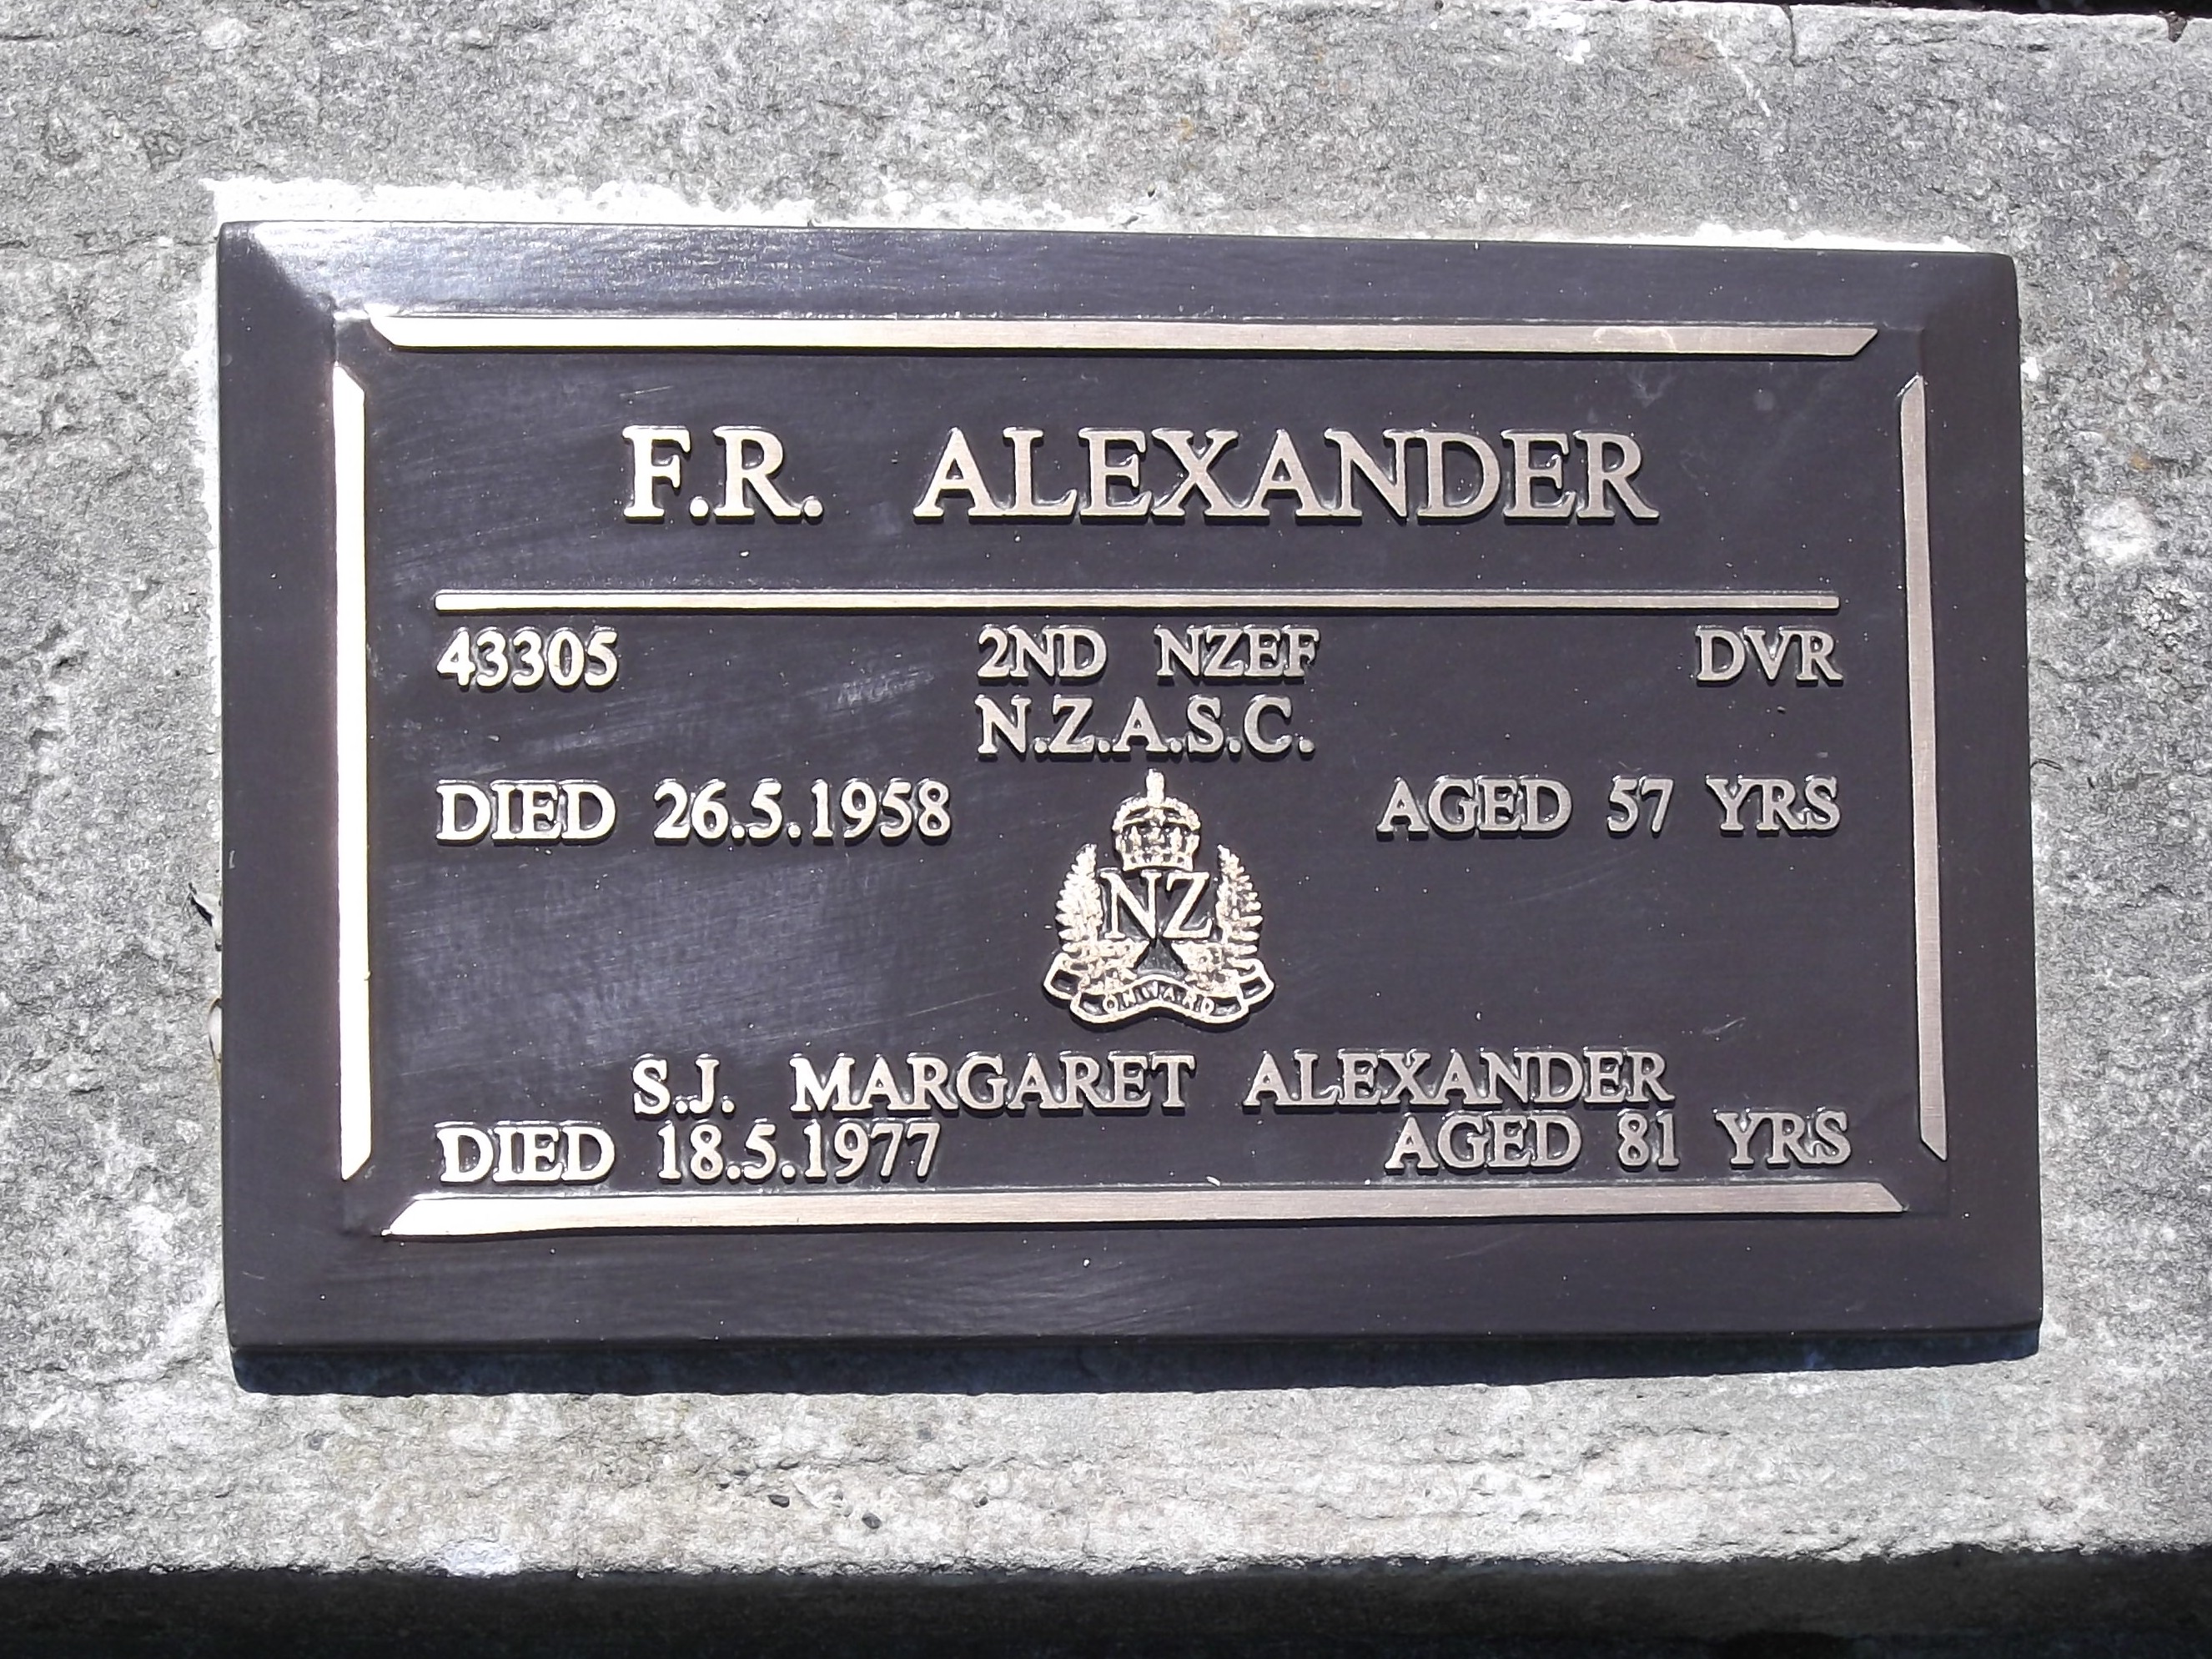 F.R. ALEXANDER
43305 2ND NZEF DVR
N.Z.A.S.C.
DIED 26.5.1958 AGED 57 YRS
NZ
ONWARD
S.J. MARGARET ALEXANDER
DIED 18.5.1977 AGED 81 YRS